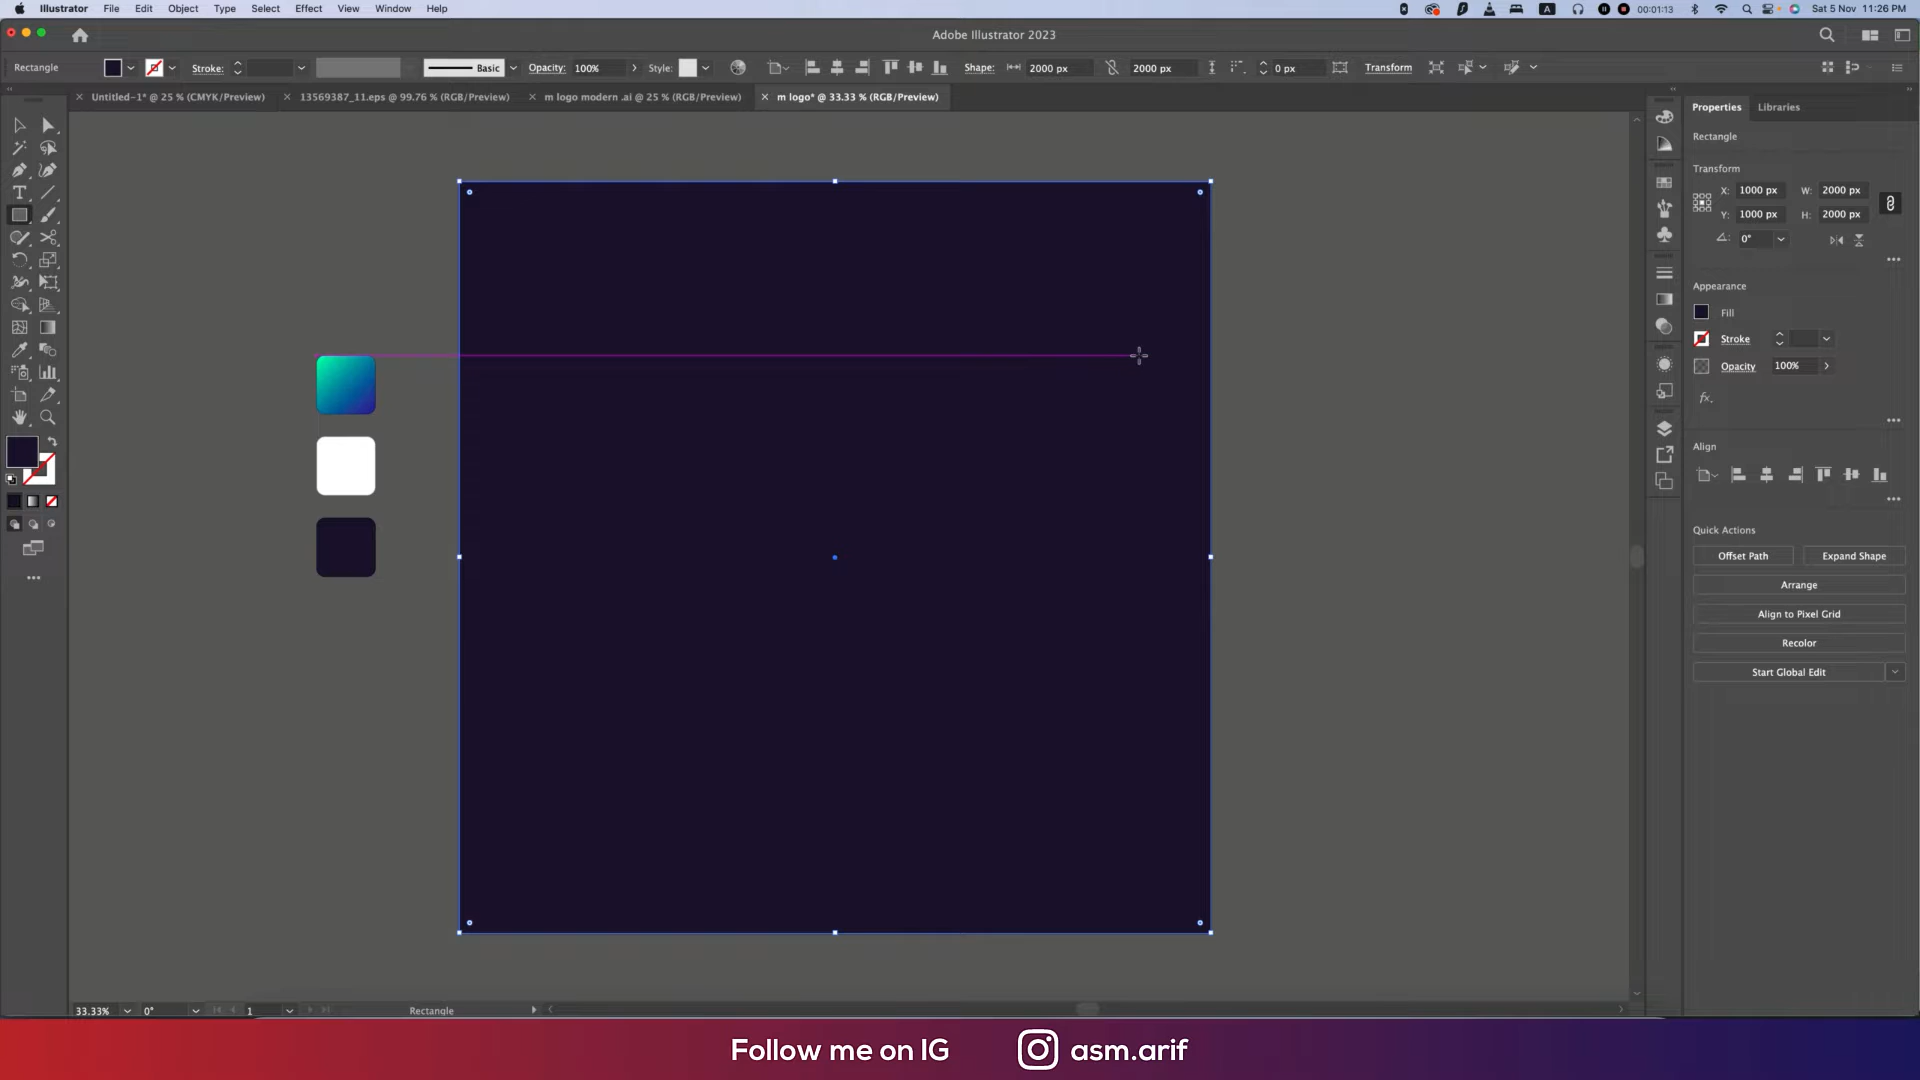 Illustrator File Edit Object Type Select Effect View Window Help 00:01:13 A Sat 5 Nov 11:26 PM
Adobe Illustrator 2023
Rectangle Stroke: Basic Opacity: 100% Style: Shape: 2000 px 2000 px 0 px Transform
Untitled-1* @ 25 % (CMYK/Preview) 13569387_11.eps @ 99.76 % (RGB/Preview) m logo modern .ai @ 25 % (RGB/Preview) m logo* @ 33.33 % (RGB/Preview)
Properties Libraries
Rectangle
Transform
X: 1000 px W: 2000 px
Y: 1000 px H: 2000 px
0°
Appearance
Fill
Stroke
Opacity 100%
fx.
Align
Quick Actions
Offset Path Expand Shape
Arrange
Align to Pixel Grid
Recolor
Start Global Edit
33.33% 0° 1 Rectangle
Follow me on IG asm.arif